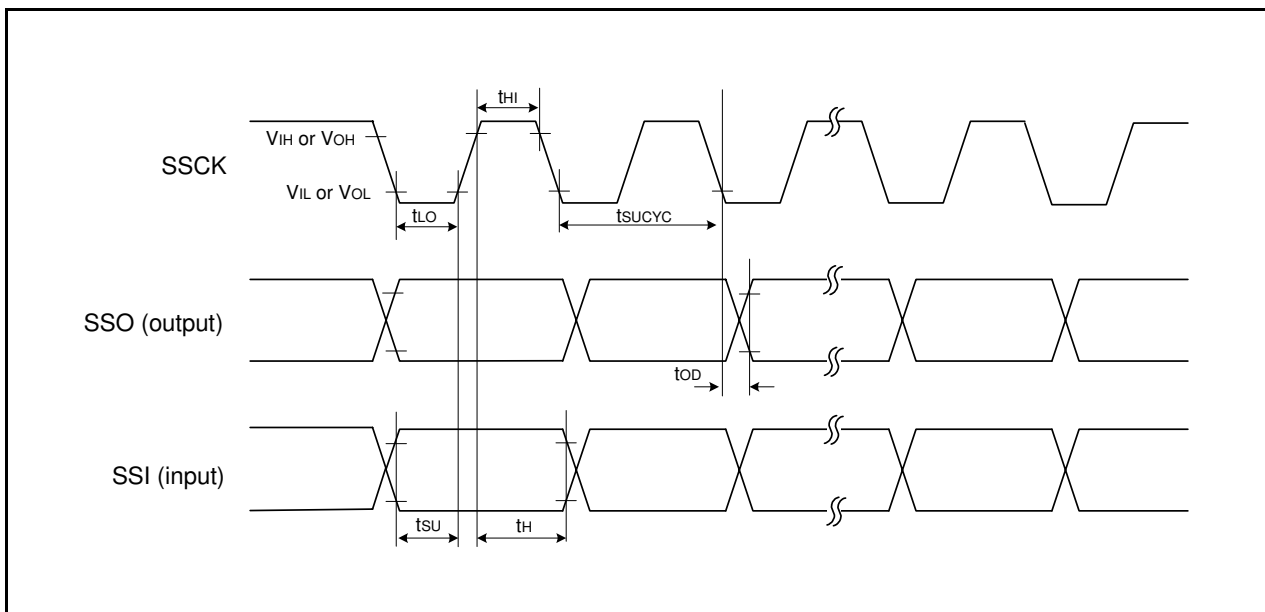 tHI
VIH or VOH
SSCK
VIL or VOL
tLO
tSUCYC
SSO (output)
tOD
SSI (input)
tSU
tH